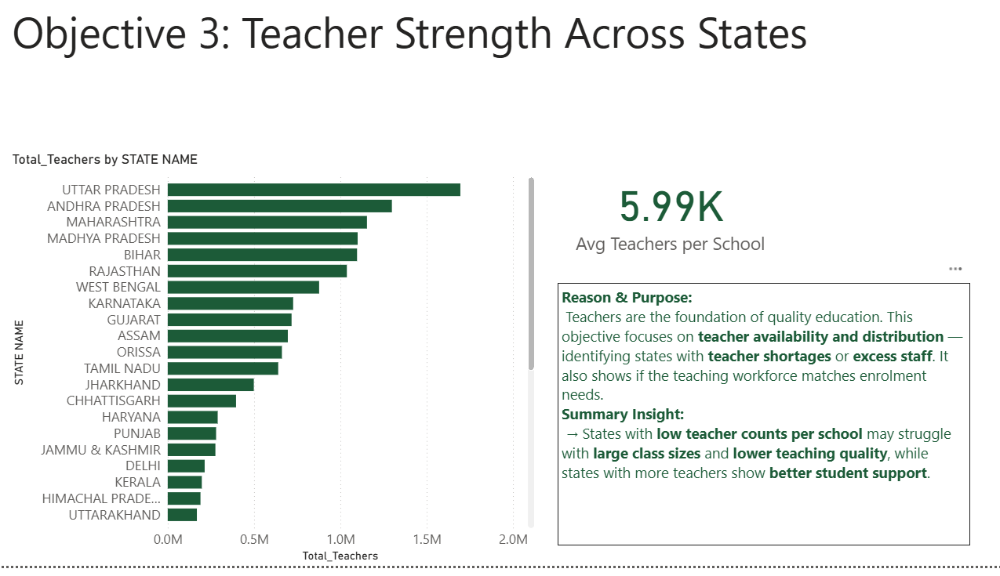 Objective 3: Teacher Strength Across States
Total_Teachers by STATE NAME
STATE NAME
UTTAR PRADESH
ANDHRA PRADESH
MAHARASHTRA
MADHYA PRADESH
BIHAR
RAJASTHAN
WEST BENGAL
KARNATAKA
GUJARAT
ASSAM
ORISSA
TAMIL NADU
JHARKHAND
CHHATTISGARH
HARYANA
PUNJAB
JAMMU & KASHMIR
DELHI
KERALA
HIMACHAL PRADE...
UTTARAKHAND
0.0M 0.5M 1.0M 1.5M 2.0M
Total_Teachers
5.99K
Avg Teachers per School
Reason & Purpose:
Teachers are the foundation of quality education. This
objective focuses on teacher availability and distribution —
identifying states with teacher shortages or excess staff. It
also shows if the teaching workforce matches enrolment
needs.
Summary Insight:
→ States with low teacher counts per school may struggle
with large class sizes and lower teaching quality, while
states with more teachers show better student support.